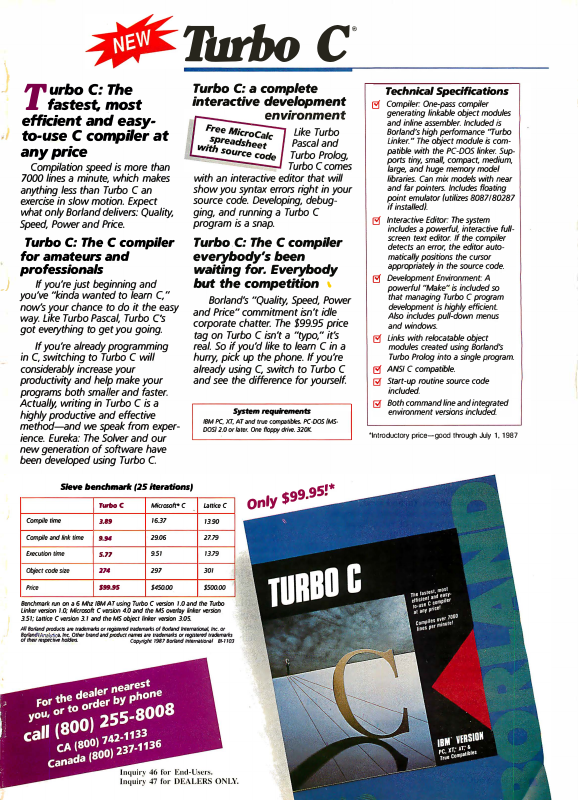 NEW
Turbo C®
Turbo C: The
fastest, most
efficient and easy-
to-use C compiler at
any price
Compilation speed is more than
7000 lines a minute, which makes
anything less than Turbo C an
exercise in slow motion. Expect
what only Borland delivers: Quality,
Speed, Power and Price.
Turbo C: The C compiler
for amateurs and
professionals
If you're just beginning and
you've "kinda wanted to learn C,"
now's your chance to do it the easy
way. Like Turbo Pascal, Turbo C's
got everything to get you going.
If you're already programming
in C, switching to Turbo C will
considerably increase your
productivity and help make your
programs both smaller and faster.
Actually, writing in Turbo C is a
highly productive and effective
method—and we speak from exper-
ience. Eureka: The Solver and our
new generation of software have
been developed using Turbo C.
Turbo C: a complete
interactive development
environment
Free MicroCalc
spreadsheet
with source code
Like Turbo
Pascal and
Turbo Prolog,
Turbo C comes
with an interactive editor that will
show you syntax errors right in your
source code. Developing, debug-
ging, and running a Turbo C
program is a snap.
Turbo C: The C compiler
everybody's been
waiting for. Everybody
but the competition
Borland's "Quality, Speed, Power
and Price" commitment isn't idle
corporate chatter. The $99.95 price
tag on Turbo C isn't a "typo," it's
real. So if you'd like to learn C in a
hurry, pick up the phone. If you're
already using C, switch to Turbo C
and see the difference for yourself.
System requirements
IBM PC, XT, AT and true compatibles. PC-DOS (MS-
DOS) 2.0 or later. One floppy drive. 320K.
Technical Specifications
Compiler: One-pass compiler
generating linkable object modules
and inline assembler. Included is
Borland's high performance "Turbo
Linker." The object module is com-
patible with the PC-DOS linker. Sup-
ports tiny, small, compact, medium,
large, and huge memory model
libraries. Can mix models with near
and far pointers. Includes floating
point emulator (utilizes 8087/80287
if installed).
Interactive Editor: The system
includes a powerful, interactive full-
screen text editor. If the compiler
detects an error, the editor auto-
matically positions the cursor
appropriately in the source code.
Development Environment: A
powerful "Make" is included so
that managing Turbo C program
development is highly efficient.
Also includes pull-down menus
and windows.
Links with relocatable object
modules created using Borland's
Turbo Prolog into a single program.
ANSI C compatible.
Start-up routine source code
included.
Both command line and integrated
environment versions included.
*Introductory price—good through July 1, 1987
Sieve benchmark (25 iterations)
Turbo C Microsoft® C Lattice C
Compile time 3.89 16.37 13.90
Compile and link time 9.94 29.06 27.79
Execution time 5.77 9.51 13.79
Object code size 274 297 301
Price $99.95 $450.00 $500.00
Benchmark run on a 6 Mhz IBM AT using Turbo C version 1.0 and the Turbo
Linker version 1.0; Microsoft C version 4.0 and the MS overlay linker version
3.51; Lattice C version 3.1 and the MS object linker version 3.05.
All Borland products are trademarks or registered trademarks of Borland International, Inc. or
Borland/Analytica, Inc. Other brand and product names are trademarks or registered trademarks
of their respective holders. Copyright 1987 Borland International BI-1103
Only $99.95!*
TURBO C
The fastest, most
efficient and easy-
to-use C compiler
at any price!
Compiles over 7000
lines per minute!
C
IBM® VERSION
PC, XT,® AT,® &
True Compatibles
BORLAND
For the dealer nearest
you, or to order by phone
call (800) 255-8008
CA (800) 742-1133
Canada (800) 237-1136
Inquiry 46 for End-Users.
Inquiry 47 for DEALERS ONLY.